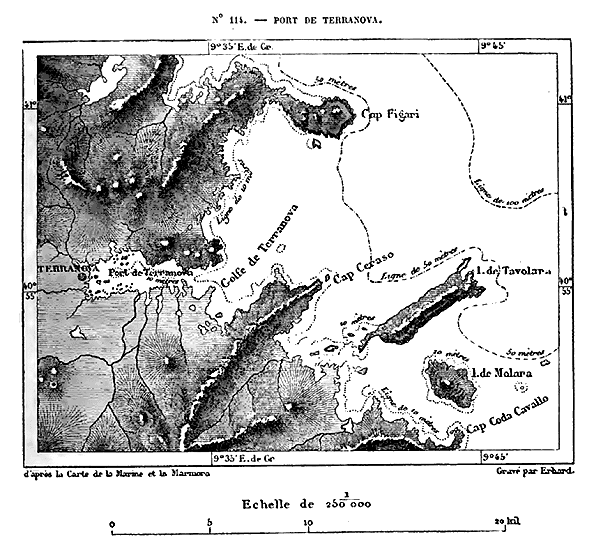 Nº 114. — PORT DE TERRANOVA.
9°35' E. de Gr.
9°45'
50 mètres
41°
41°
Cap Figari
Ligne de 100 mètres
Ligne de 10 mèt
Golfe de Terranova
TERRANOVA
Port de Terranova
10 mètres
Cap Ceraso
Ligne de 50 mètres
I. de Tavolara
40°
55'
40°
55'
10 mètres
10 mètres
50 mètres
I. de Molara
Ligne de 10 mètres
Cap Coda Cavallo
9°35' E. de Gr
9°45'
d'après la Carte de la Marine et la Marmora
Gravé par Erhard.
Echelle de 1/250 000
0 5 10 20 kil.